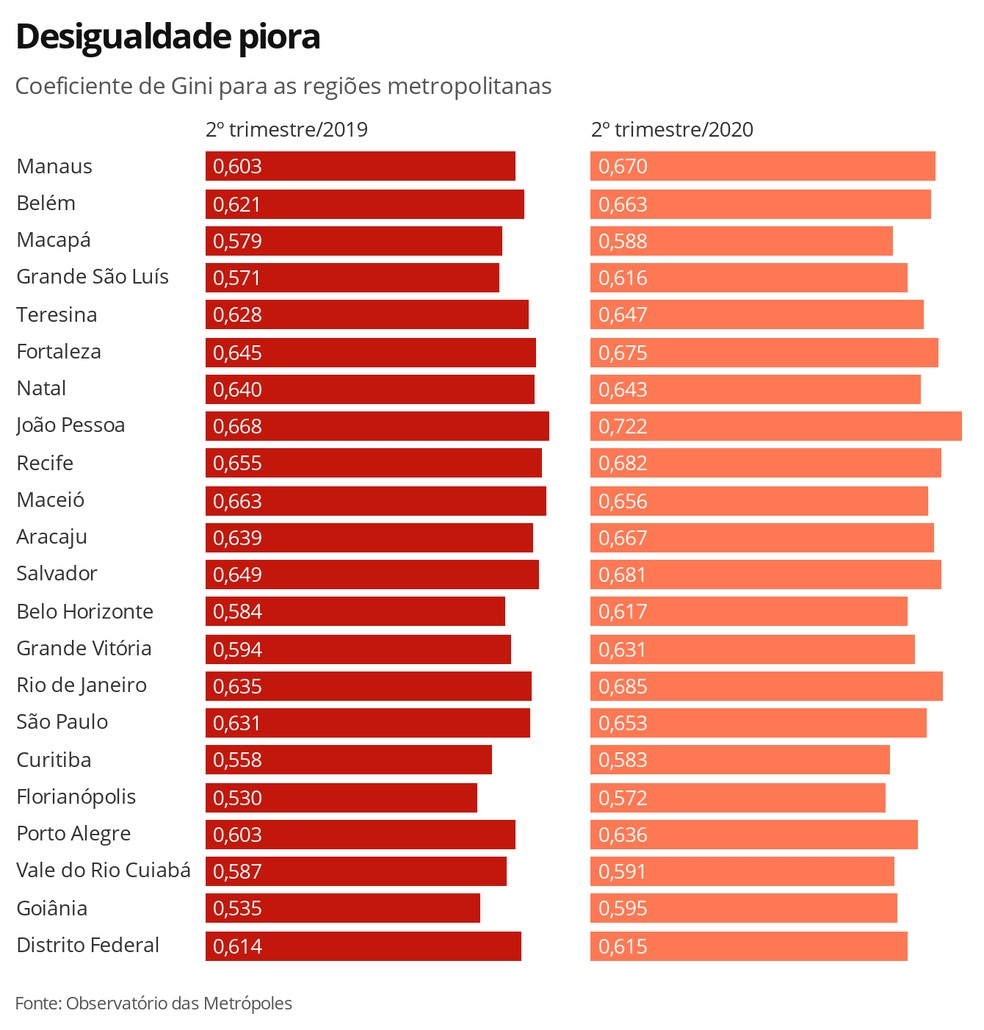 Desigualdade piora
Coeficiente de Gini para as regiões metropolitanas
2º trimestre/2019 2º trimestre/2020
Manaus 0,603 0,670
Belém 0,621 0,663
Macapá 0,579 0,588
Grande São Luís 0,571 0,616
Teresina 0,628 0,647
Fortaleza 0,645 0,675
Natal 0,640 0,643
João Pessoa 0,668 0,722
Recife 0,655 0,682
Maceió 0,663 0,656
Aracaju 0,639 0,667
Salvador 0,649 0,681
Belo Horizonte 0,584 0,617
Grande Vitória 0,594 0,631
Rio de Janeiro 0,635 0,685
São Paulo 0,631 0,653
Curitiba 0,558 0,583
Florianópolis 0,530 0,572
Porto Alegre 0,603 0,636
Vale do Rio Cuiabá 0,587 0,591
Goiânia 0,535 0,595
Distrito Federal 0,614 0,615
Fonte: Observatório das Metrópoles